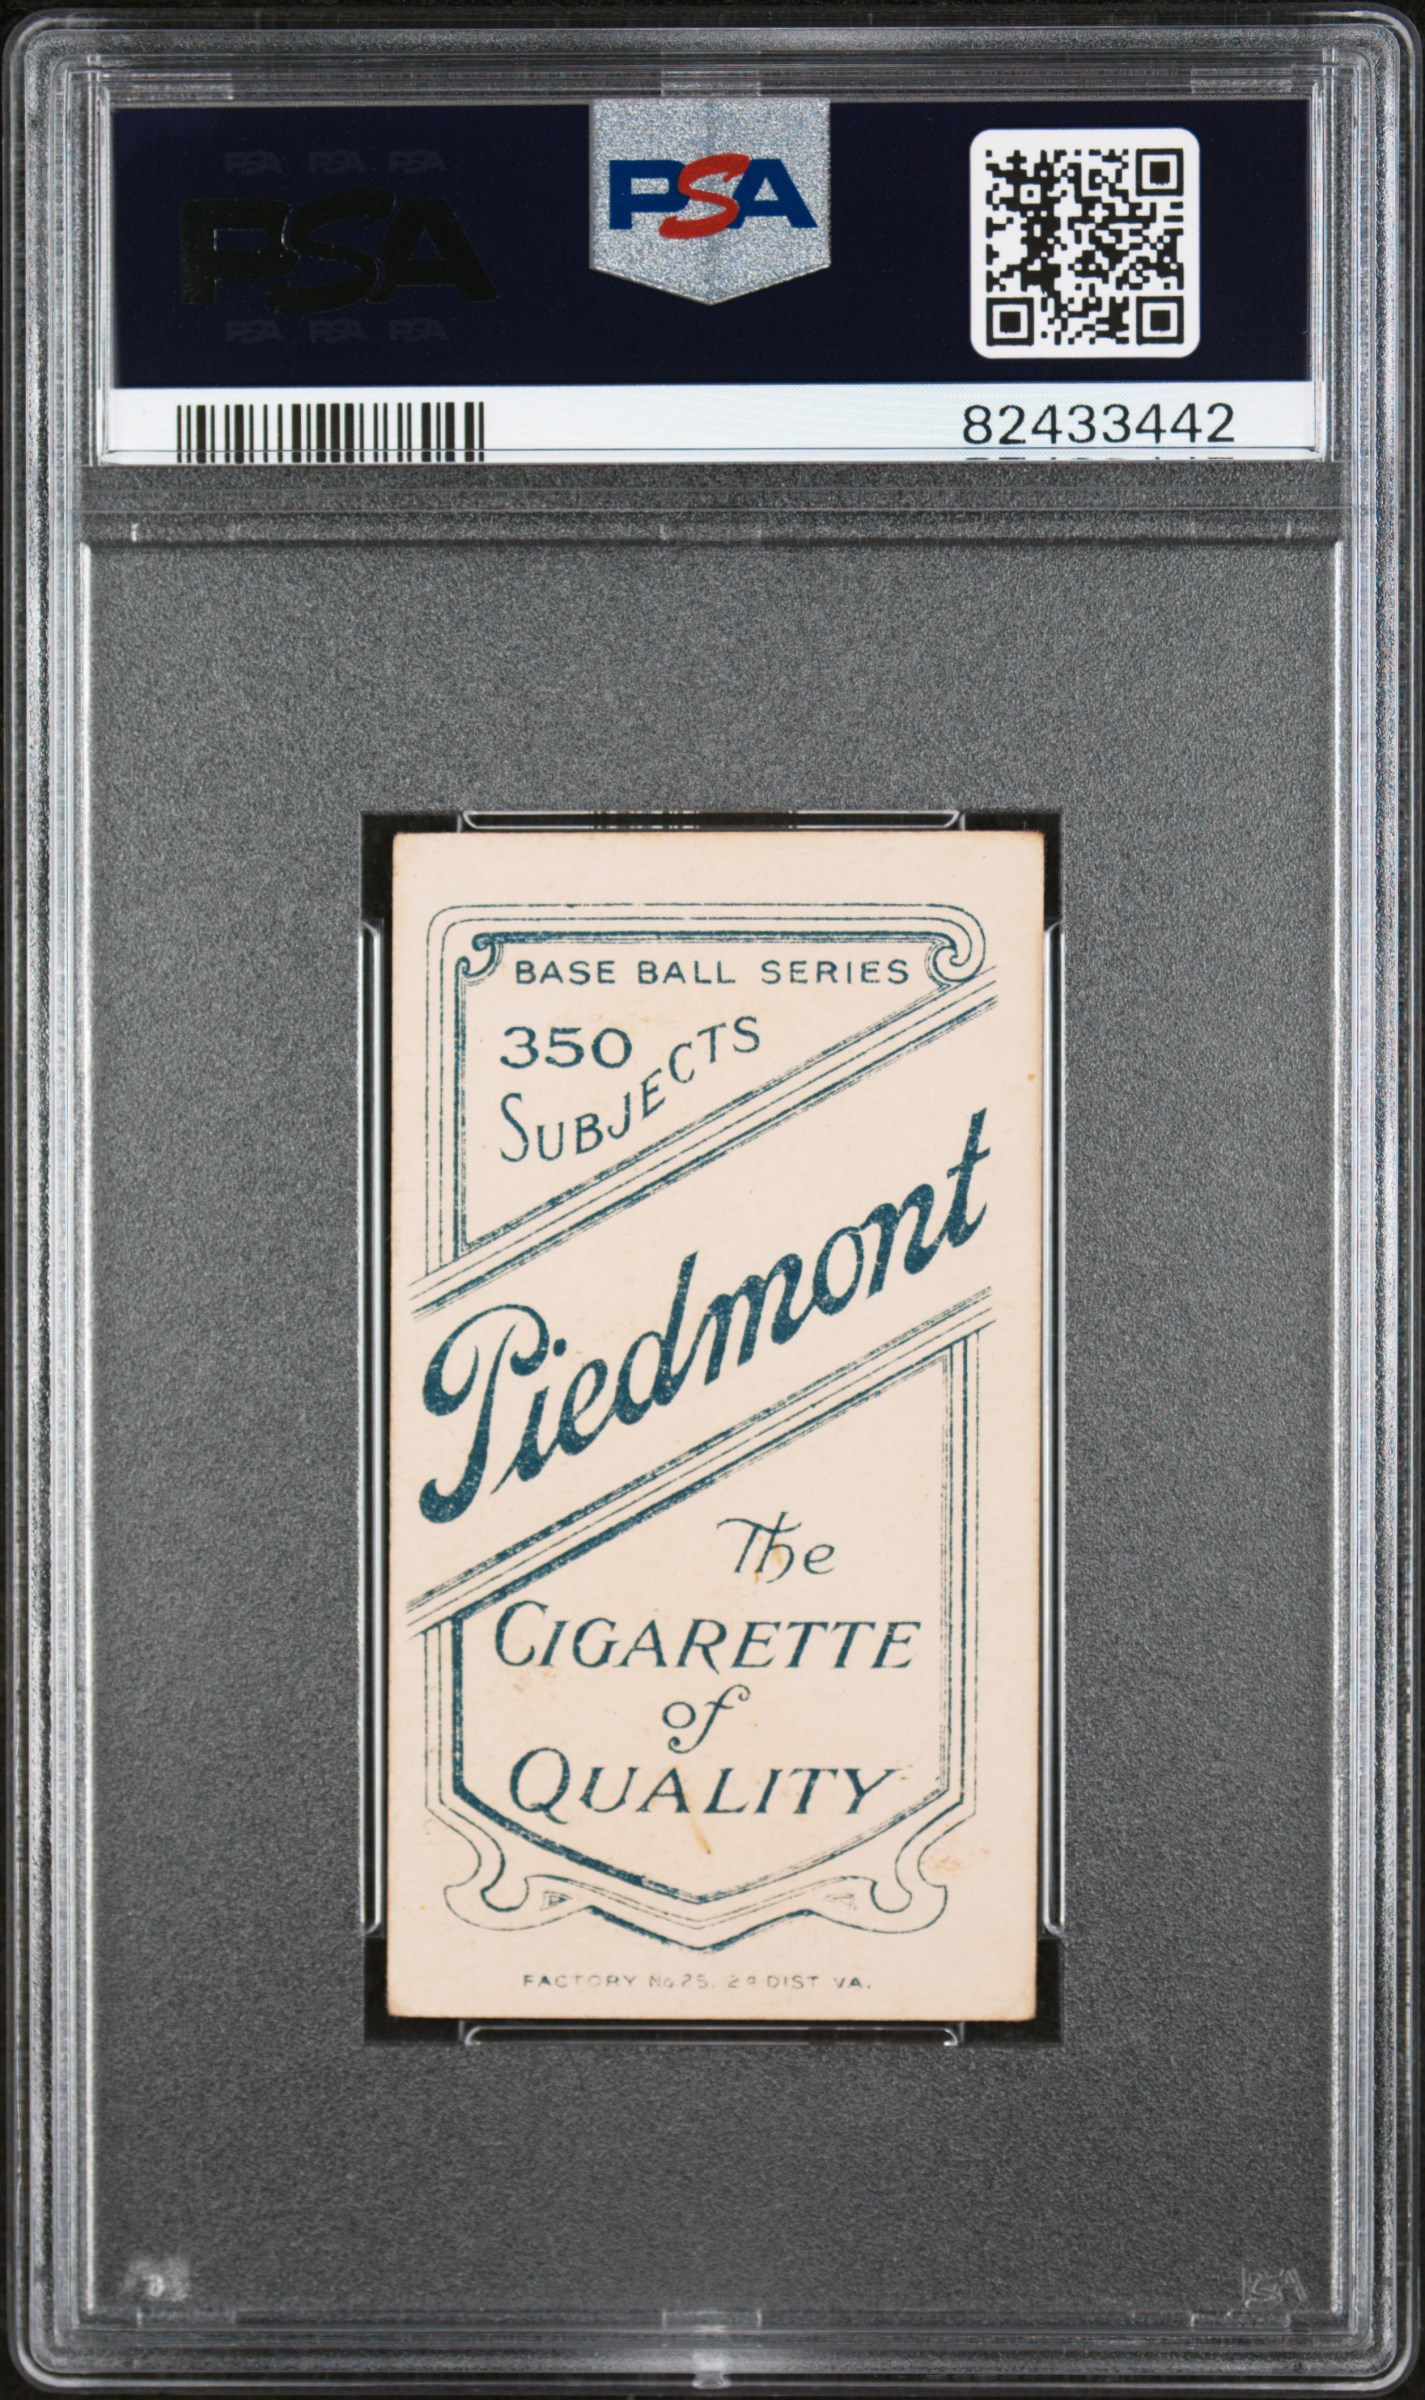 PSA PSA PSA
PSA
PSA PSA PSA
PSA
82433442
BASE BALL SERIES
350
SUBJECTS
Piedmont
The
CIGARETTE
of
QUALITY
FACTORY No. 25. 2d DIST VA.
PSA